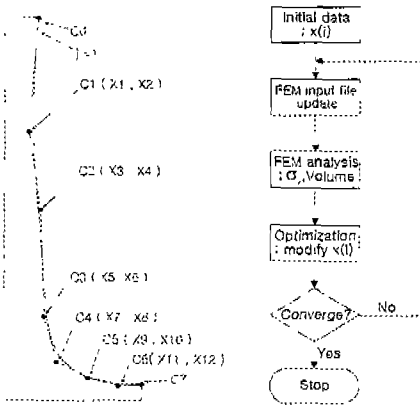 C0
C1 ( X1 , X2 )
C2 ( X3 X4 )
C3 ( X5 X6 )
C4 ( X7 X8 )
C5 ( X9 , X10 )
C6( X11 , X12 )
C7
Initial data
; x(i)
FEM input file
update
FEM analysis
; σ , Volume
Optimization
; modify x(i)
Converge?
No
Yes
Stop